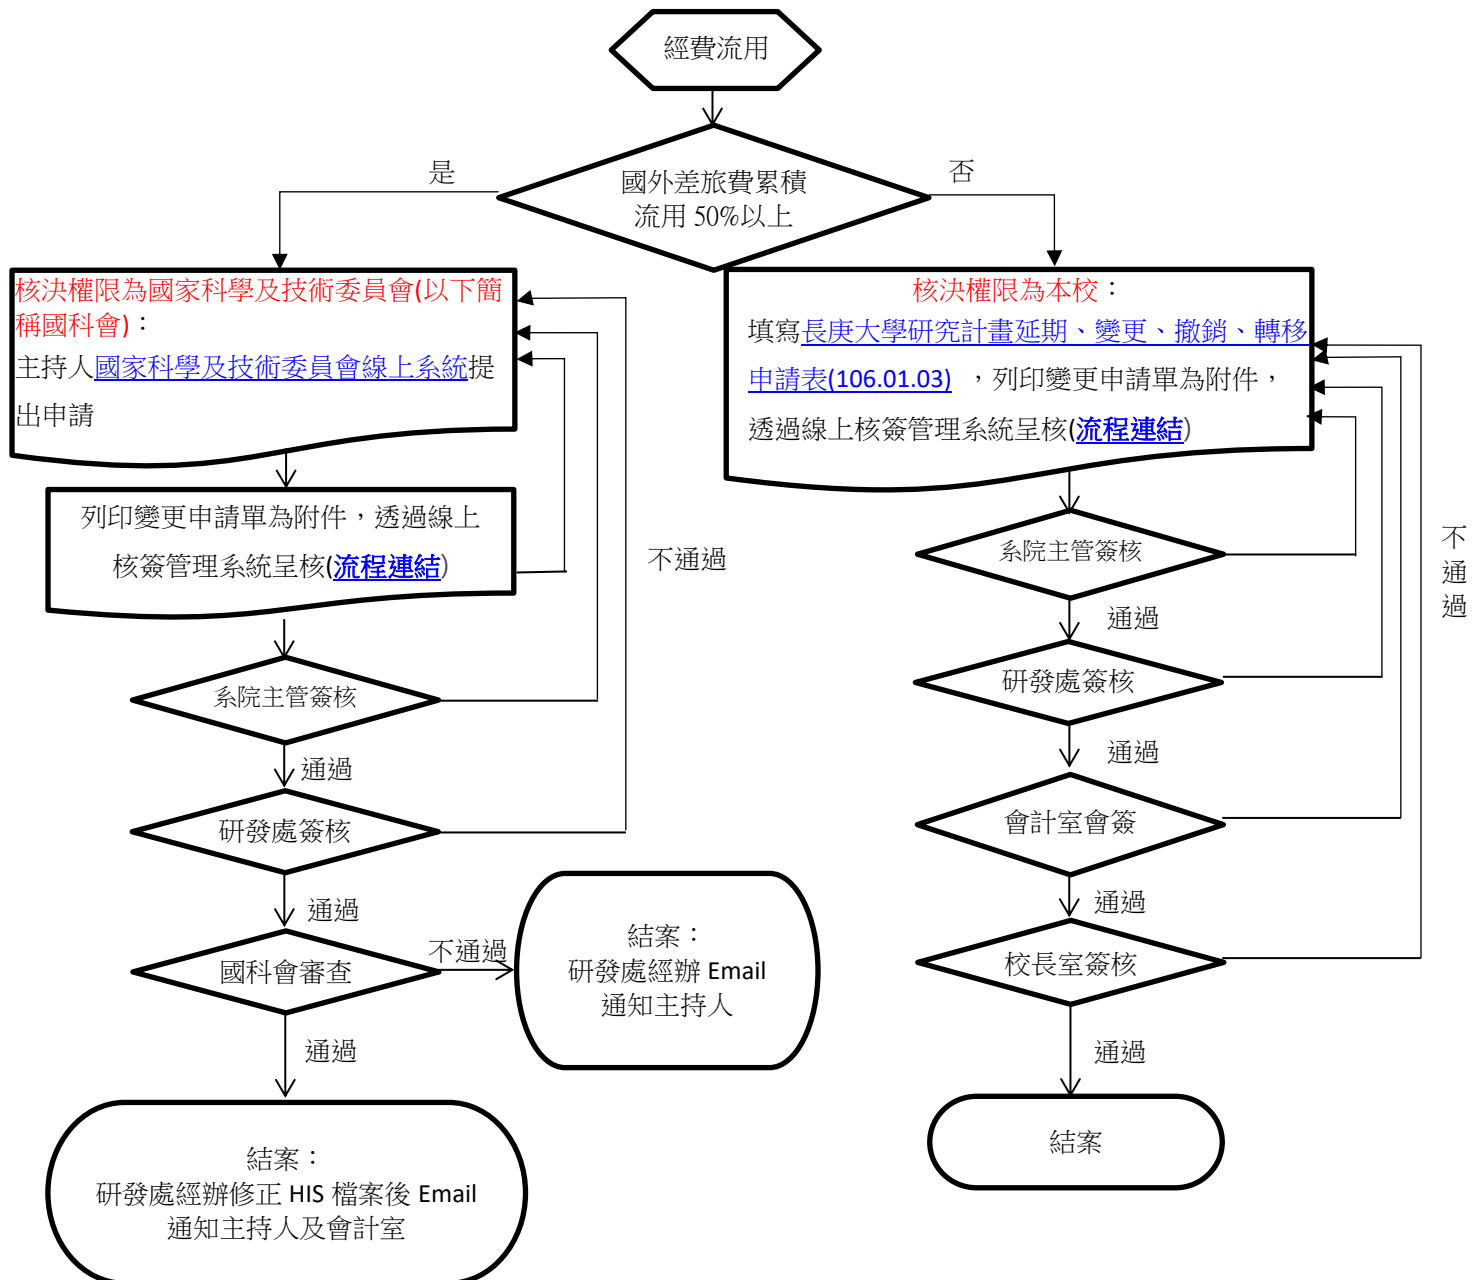 經費流用
國外差旅費累積
流用 50%以上
是
否
核決權限為國家科學及技術委員會(以下簡
稱國科會)：
主持人國家科學及技術委員會線上系統提
出申請
列印變更申請單為附件，透過線上
核簽管理系統呈核(流程連結)
不通過
系院主管簽核
通過
研發處簽核
通過
國科會審查
不通過
結案：
研發處經辦 Email
通知主持人
通過
結案：
研發處經辦修正 HIS 檔案後 Email
通知主持人及會計室
核決權限為本校：
填寫長庚大學研究計畫延期、變更、撤銷、轉移
申請表(106.01.03) ，列印變更申請單為附件，
透過線上核簽管理系統呈核(流程連結)
系院主管簽核
不
通
過
通過
研發處簽核
通過
會計室會簽
通過
校長室簽核
通過
結案